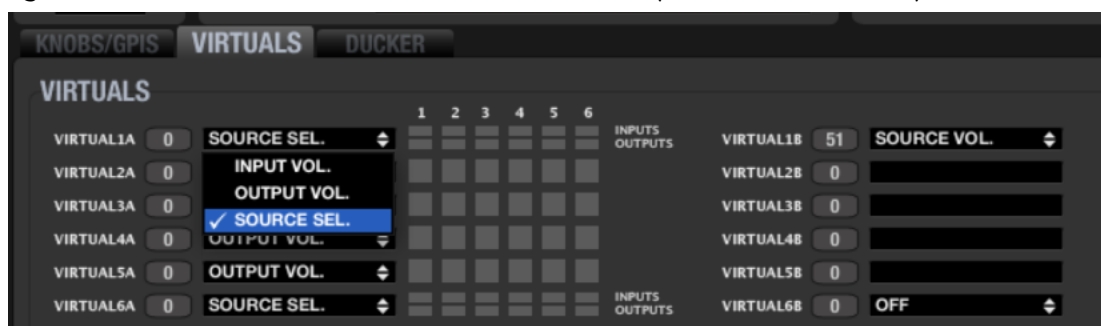 KNOBS/GPIS VIRTUALS DUCKER
VIRTUALS
1 2 3 4 5 6
VIRTUAL1A 0 SOURCE SEL. INPUTS OUTPUTS VIRTUAL1B 51 SOURCE VOL.
VIRTUAL2A 0 INPUT VOL. VIRTUAL2B 0
OUTPUT VOL.
VIRTUAL3A 0 SOURCE SEL. VIRTUAL3B 0
VIRTUAL4A 0 OUTPUT VOL. VIRTUAL4B 0
VIRTUAL5A 0 OUTPUT VOL. VIRTUAL5B 0
VIRTUAL6A 0 SOURCE SEL. INPUTS OUTPUTS VIRTUAL6B 0 OFF